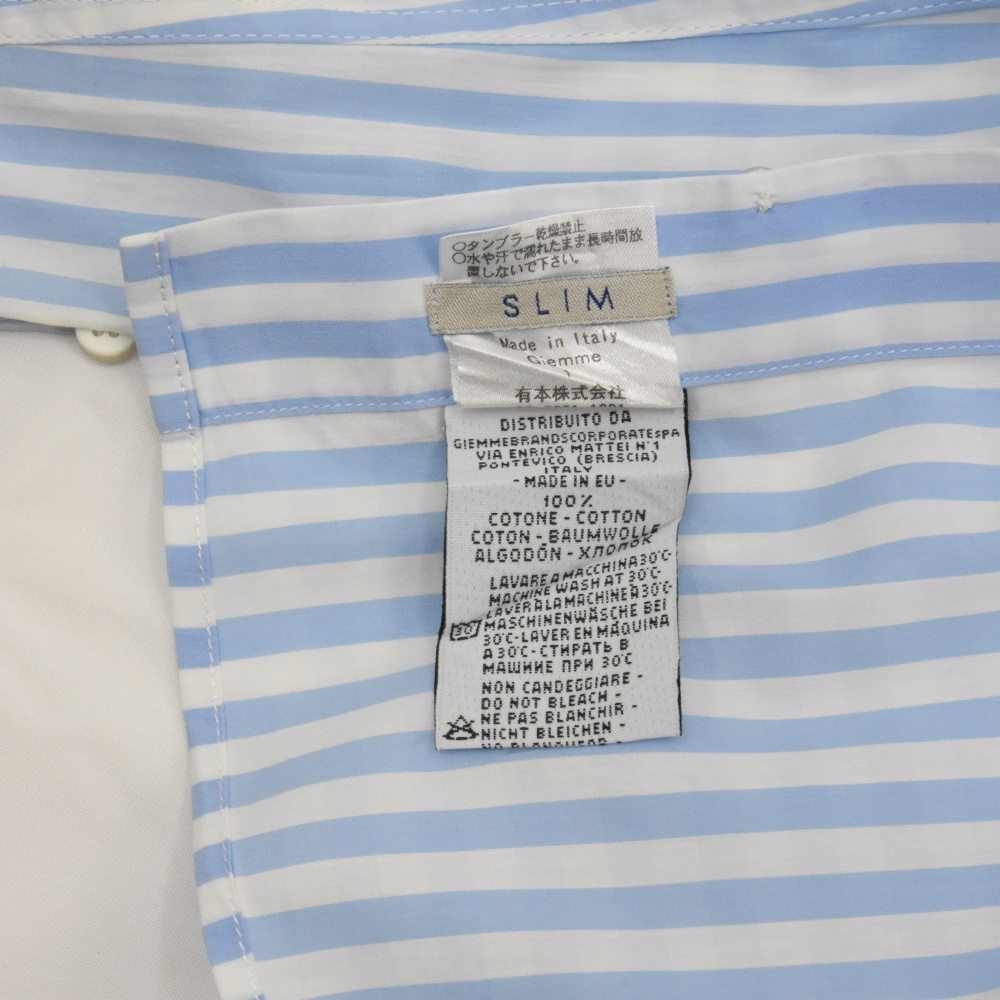 ○タンブラー乾燥禁止
○水や汗で濡れたまま長時間放
置しないで下さい。
SLIM
Made in Italy
Giemme
有本株式会社
DISTRIBUITO DA
GIEMMEBRANDSCORPORATESPA
VIA ENRICO MATTEI N°1
PONTEVICO (BRESCIA)
ITALY
- MADE IN EU -
100%
COTONE - COTTON
COTON - BAUMWOLLE
ALGODÓN - ХЛОПОК
LAVARE A MACCHINA 30°C-
MACHINE WASH AT 30°C-
LAVER À LA MACHINE À 30°C-
MASCHINENWÄSCHE BEI
30°C-LAVER EN MÁQUINA
A 30°C-СТИРАТЬ В
МАШИНЕ ПРИ 30°C
30°
NON CANDEGGIARE -
DO NOT BLEACH -
NE PAS BLANCHIR -
NICHT BLEICHEN -
NO BLANQUEAR -